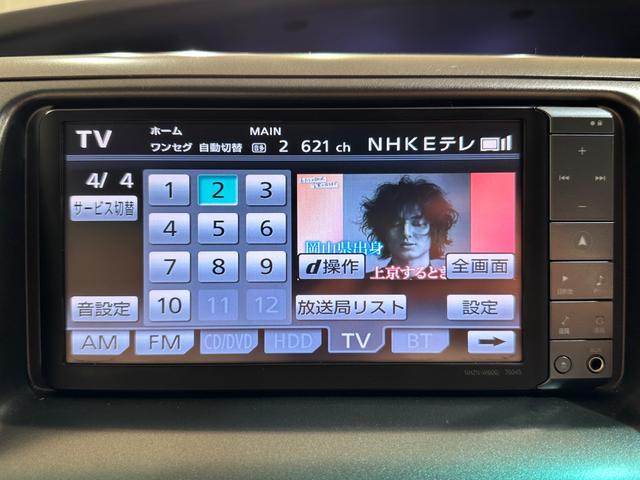 TV
ホーム MAIN
ワンセグ 自動切替 2 621 ch NHKEテレ
4/ 4
サービス切替
1 2 3
4 5 6
7 8 9
10 11 12
岡山県出身
d操作 上京するとき 全画面
音設定 放送局リスト 設定
AM FM CD/DVD HDD TV BT
NHZN-W60G 76045